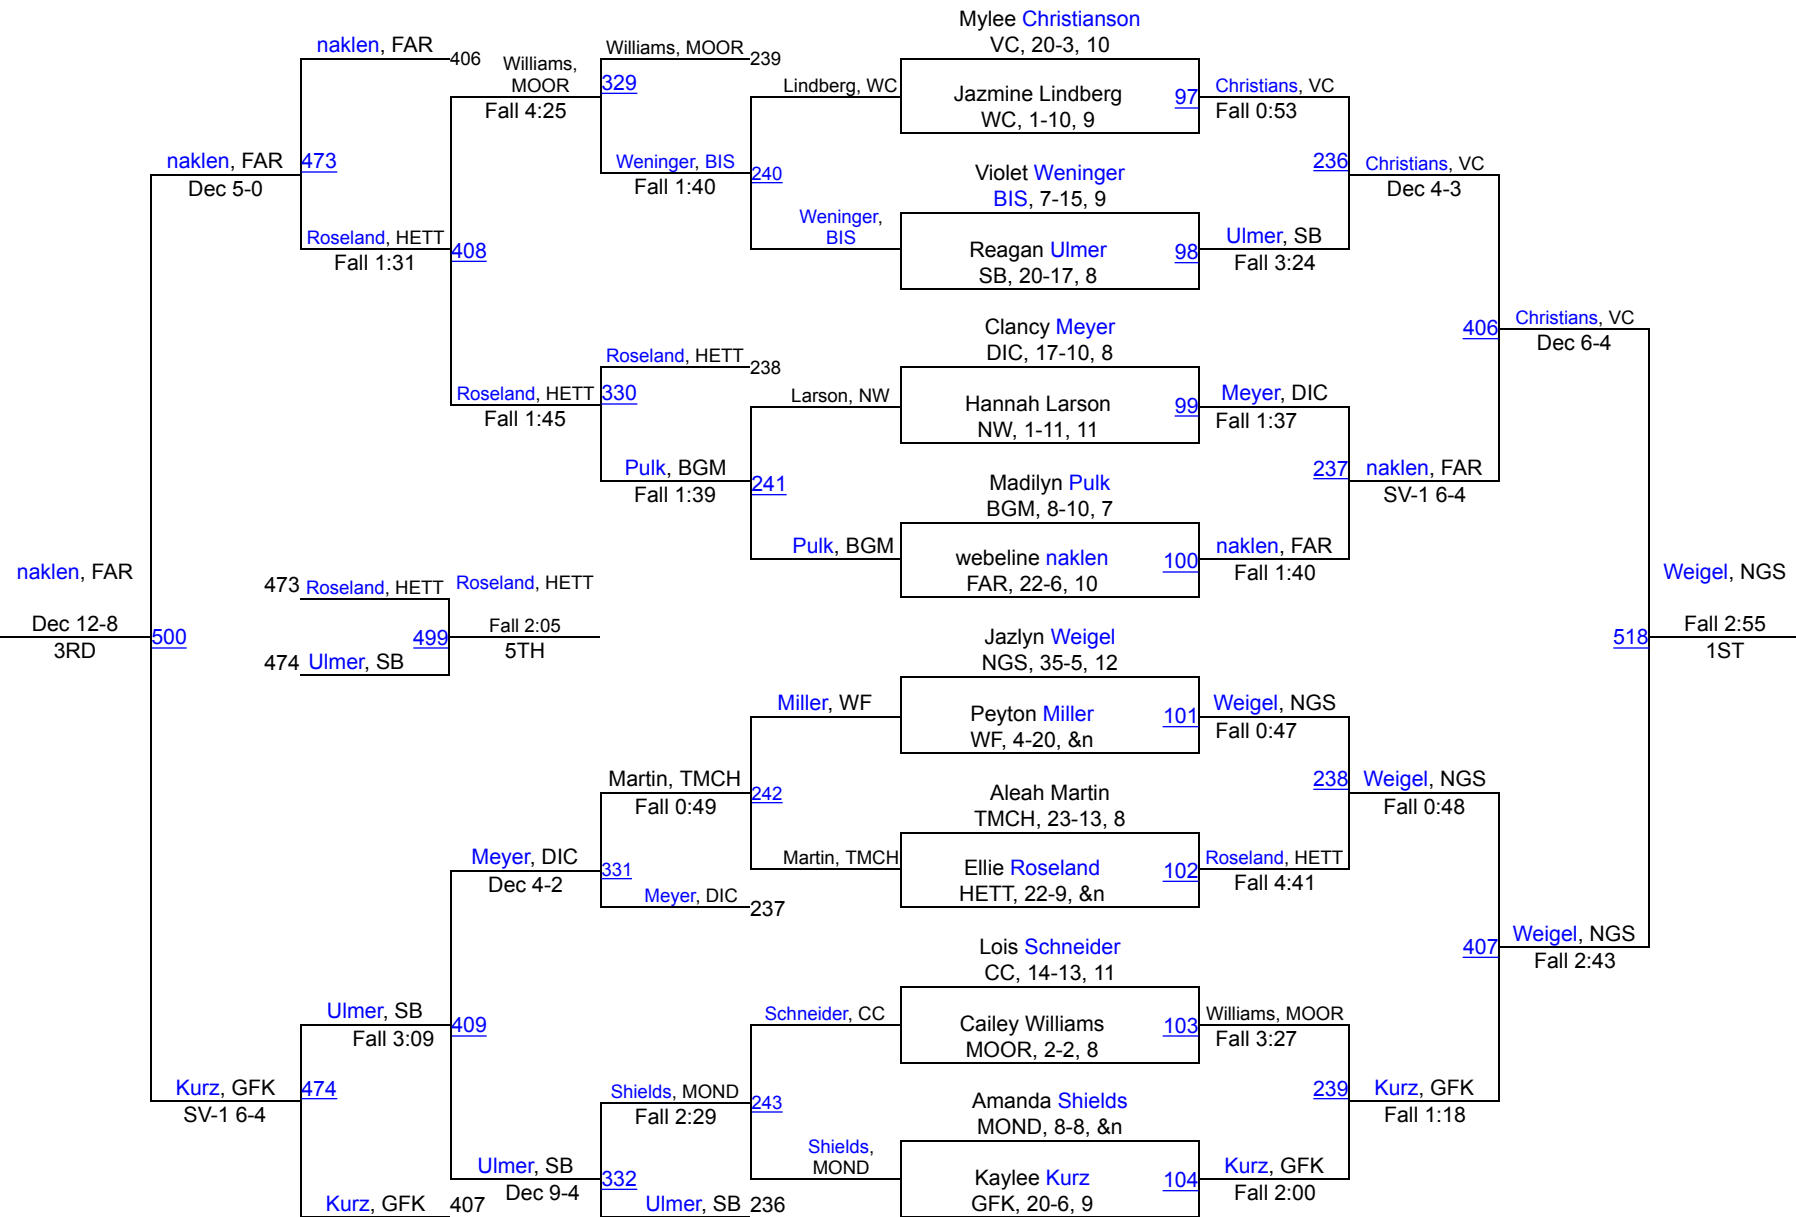 Mylee Christianson
VC, 20-3, 10
naklen, FAR
406
Williams, MOOR
239
Williams,
MOOR
Fall 4:25
329
Lindberg, WC
Jazmine Lindberg
WC, 1-10, 9
97
Christians, VC
Fall 0:53
naklen, FAR
Dec 5-0
473
Weninger, BIS
Fall 1:40
240
Violet Weninger
BIS, 7-15, 9
236
Christians, VC
Dec 4-3
Weninger,
BIS
Roseland, HETT
Fall 1:31
408
Reagan Ulmer
SB, 20-17, 8
98
Ulmer, SB
Fall 3:24
Clancy Meyer
DIC, 17-10, 8
406
Christians, VC
Dec 6-4
Roseland, HETT
238
Roseland, HETT
Fall 1:45
330
Larson, NW
Hannah Larson
NW, 1-11, 11
99
Meyer, DIC
Fall 1:37
Pulk, BGM
Fall 1:39
241
Madilyn Pulk
BGM, 8-10, 7
237
naklen, FAR
SV-1 6-4
Pulk, BGM
webeline naklen
FAR, 22-6, 10
100
naklen, FAR
Fall 1:40
naklen, FAR
Dec 12-8
3RD
500
473
Roseland, HETT
474
Ulmer, SB
499
Roseland, HETT
Fall 2:05
5TH
Weigel, NGS
Fall 2:55
1ST
518
Jazlyn Weigel
NGS, 35-5, 12
Miller, WF
Peyton Miller
WF, 4-20, &n
101
Weigel, NGS
Fall 0:47
Martin, TMCH
Fall 0:49
242
Aleah Martin
TMCH, 23-13, 8
238
Weigel, NGS
Fall 0:48
Meyer, DIC
Dec 4-2
331
Martin, TMCH
Ellie Roseland
HETT, 22-9, &n
102
Roseland, HETT
Fall 4:41
Meyer, DIC
237
Lois Schneider
CC, 14-13, 11
407
Weigel, NGS
Fall 2:43
Ulmer, SB
Fall 3:09
409
Schneider, CC
Cailey Williams
MOOR, 2-2, 8
103
Williams, MOOR
Fall 3:27
Kurz, GFK
SV-1 6-4
474
Shields, MOND
Fall 2:29
243
Amanda Shields
MOND, 8-8, &n
239
Kurz, GFK
Fall 1:18
Shields,
MOND
Ulmer, SB
Dec 9-4
332
Kaylee Kurz
GFK, 20-6, 9
104
Kurz, GFK
Fall 2:00
Kurz, GFK
407
Ulmer, SB
236